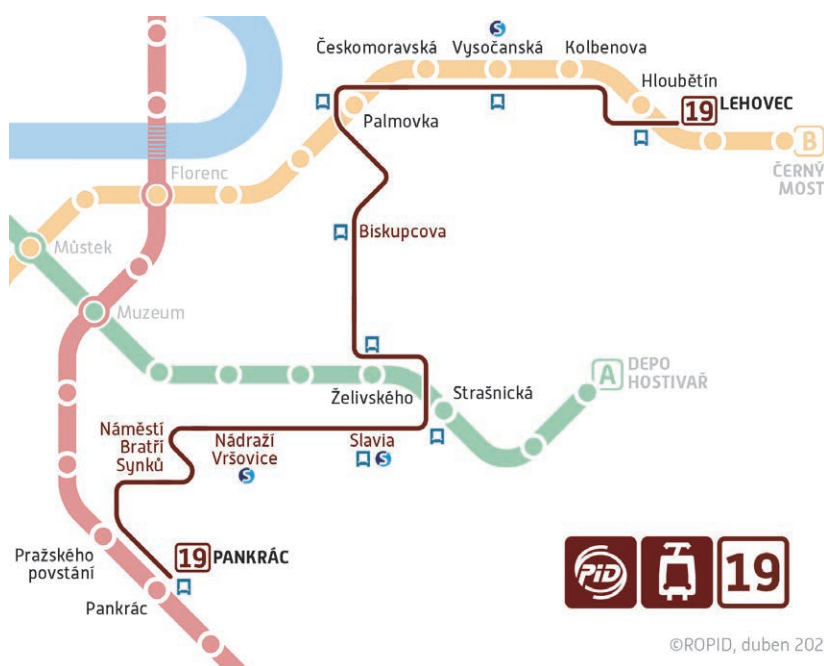 Českomoravská
Vysočanská
Kolbenova
Hloubětín
19 LEHOVEC
Palmovka
B
ČERNÝ
MOST
Florenc
Biskupcova
Můstek
Muzeum
A DEPO
HOSTIVAŘ
Želivského
Strašnická
Náměstí
Bratří
Synků
Nádraží
Vršovice
S
Slavia
S
19 PANKRÁC
Pražského
povstání
Pankrác
PID
19
©ROPID, duben 202